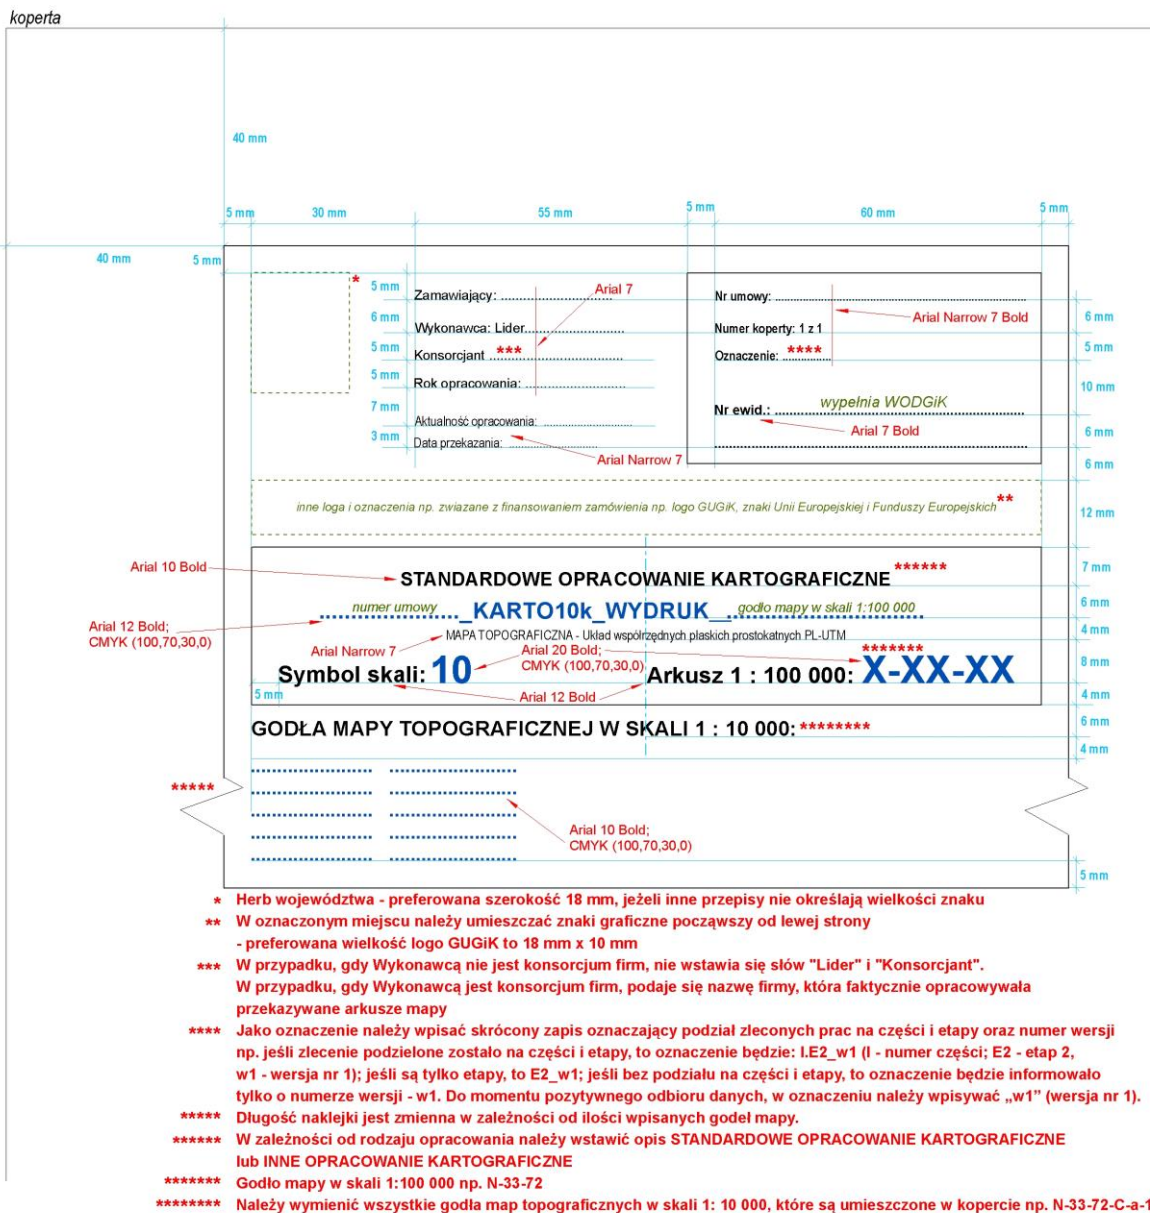 koperta
40 mm
5 mm
30 mm
55 mm
5 mm
60 mm
5 mm
40 mm
5 mm
*
5 mm
Zamawiający: ................................
Arial 7
Nr umowy: ................................
6 mm
Arial Narrow 7 Bold
6 mm
Wykonawca: Lider................................
Numer koperty: 1 z 1
5 mm
Konsorcjant ***................................
Oznaczenie: ****
5 mm
5 mm
Rok opracowania: ................................
10 mm
7 mm
wypełnia WODGiK
Nr ewid.: ................................
Aktualność opracowania: ................................
Arial 7 Bold
6 mm
3 mm
Data przekazania: ................................
Arial Narrow 7
6 mm
inne loga i oznaczenia np. zwiazane z finansowaniem zamówienia np. logo GUGiK, znaki Unii Europejskiej i Funduszy Europejskich **
12 mm
Arial 10 Bold
STANDARDOWE OPRACOWANIE KARTOGRAFICZNE ******
7 mm
numer umowy _KARTO10k_WYDRUK_ godło mapy w skali 1:100 000
6 mm
Arial 12 Bold;
CMYK (100,70,30,0)
MAPA TOPOGRAFICZNA - Układ współrzędnych płaskich prostokatnych PL-UTM
4 mm
Arial Narrow 7
Arial 20 Bold;
CMYK (100,70,30,0)
*******
Symbol skali: 10
Arkusz 1 : 100 000: X-XX-XX
8 mm
5 mm
Arial 12 Bold
4 mm
GODŁA MAPY TOPOGRAFICZNEJ W SKALI 1 : 10 000: ********
6 mm
4 mm
*****
Arial 10 Bold;
CMYK (100,70,30,0)
5 mm
* Herb województwa - preferowana szerokość 18 mm, jeżeli inne przepisy nie określają wielkości znaku
** W oznaczonym miejscu należy umieszczać znaki graficzne począwszy od lewej strony
- preferowana wielkość logo GUGiK to 18 mm x 10 mm
*** W przypadku, gdy Wykonawcą nie jest konsorcjum firm, nie wstawia się słów "Lider" i "Konsorcjant".
W przypadku, gdy Wykonawcą jest konsorcjum firm, podaje się nazwę firmy, która faktycznie opracowywała
przekazywane arkusze mapy
**** Jako oznaczenie należy wpisać skrócony zapis oznaczający podział zleconych prac na części i etapy oraz numer wersji
np. jeśli zlecenie podzielone zostało na części i etapy, to oznaczenie będzie: I.E2_w1 (I - numer części; E2 - etap 2,
w1 - wersja nr 1); jeśli są tylko etapy, to E2_w1; jeśli bez podziału na części i etapy, to oznaczenie będzie informowało
tylko o numerze wersji - w1. Do momentu pozytywnego odbioru danych, w oznaczeniu należy wpisywać „w1” (wersja nr 1).
***** Długość naklejki jest zmienna w zależności od ilości wpisanych godeł mapy.
****** W zależności od rodzaju opracowania należy wstawić opis STANDARDOWE OPRACOWANIE KARTOGRAFICZNE
lub INNE OPRACOWANIE KARTOGRAFICZNE
******* Godło mapy w skali 1:100 000 np. N-33-72
******** Należy wymienić wszystkie godła map topograficznych w skali 1: 10 000, które są umieszczone w kopercie np. N-33-72-C-a-1